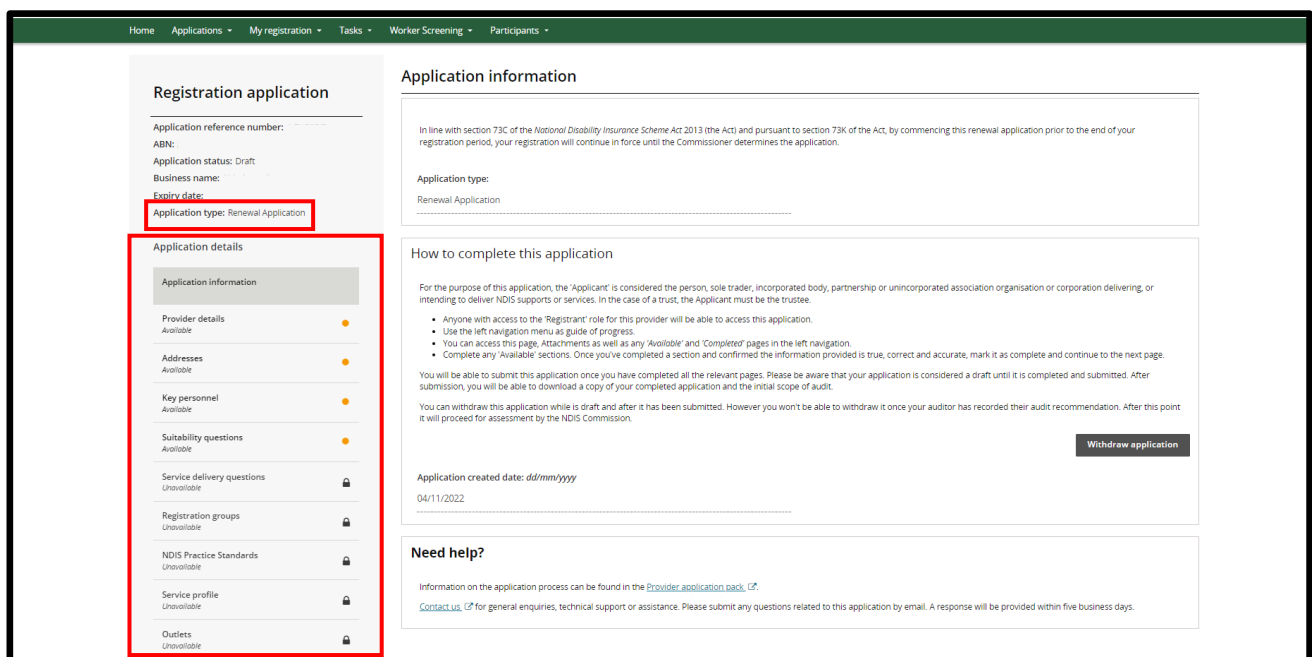 Home Applications My registration Tasks Worker Screening Participants
Registration application
Application reference number:
ABN:
Application status: Draft
Business name:
Expiry date:
Application type: Renewal Application
Application details
Application information
Provider details
Available
Addresses
Available
Key personnel
Available
Suitability questions
Available
Service delivery questions
Unavailable
Registration groups
Unavailable
NDIS Practice Standards
Unavailable
Service profile
Unavailable
Outlets
Unavailable
Application information
In line with section 73C of the National Disability Insurance Scheme Act 2013 (the Act) and pursuant to section 73K of the Act, by commencing this renewal application prior to the end of your
registration period, your registration will continue in force until the Commissioner determines the application.
Application type:
Renewal Application
How to complete this application
For the purpose of this application, the 'Applicant' is considered the person, sole trader, incorporated body, partnership or unincorporated association organisation or corporation delivering, or
intending to deliver NDIS supports or services. In the case of a trust, the Applicant must be the trustee.
• Anyone with access to the 'Registrant' role for this provider will be able to access this application.
• Use the left navigation menu as guide of progress.
• You can access this page, Attachments as well as any 'Available' and 'Completed' pages in the left navigation.
• Complete any 'Available' sections. Once you've completed a section and confirmed the information provided is true, correct and accurate, mark it as complete and continue to the next page.
You will be able to submit this application once you have completed all the relevant pages. Please be aware that your application is considered a draft until it is completed and submitted. After
submission, you will be able to download a copy of your completed application and the initial scope of audit.
You can withdraw this application while is draft and after it has been submitted. However you won't be able to withdraw it once your auditor has recorded their audit recommendation. After this point
it will proceed for assessment by the NDIS Commission.
Withdraw application
Application created date: dd/mm/yyyy
04/11/2022
Need help?
Information on the application process can be found in the Provider application pack.
Contact us for general enquiries, technical support or assistance. Please submit any questions related to this application by email. A response will be provided within five business days.